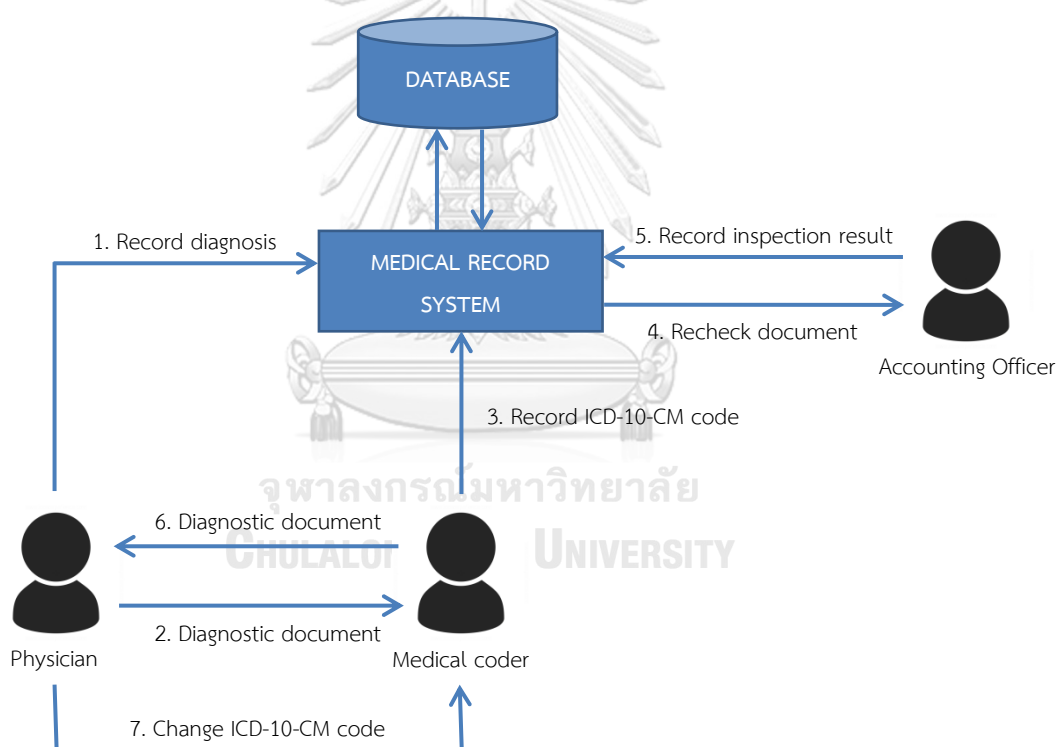 DATABASE
1. Record diagnosis
MEDICAL RECORD
SYSTEM
5. Record inspection result
4. Recheck document
Accounting Officer
3. Record ICD-10-CM code
จุฬาลงกรณ์มหาวิทยาลัย
6. Diagnostic document
UNIVERSITY
2. Diagnostic document
Physician
Medical coder
7. Change ICD-10-CM code